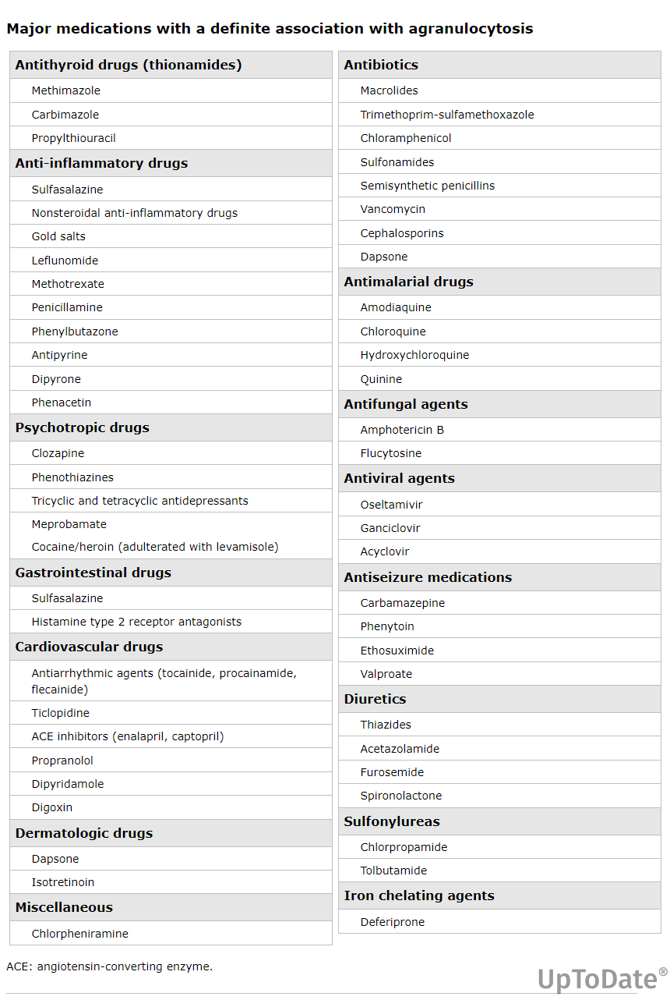 Major medications with a definite association with agranulocytosis
Antithyroid drugs (thionamides)
Methimazole
Carbimazole
Propylthiouracil
Anti-inflammatory drugs
Sulfasalazine
Nonsteroidal anti-inflammatory drugs
Gold salts
Leflunomide
Methotrexate
Penicillamine
Phenylbutazone
Antipyrine
Dipyrone
Phenacetin
Psychotropic drugs
Clozapine
Phenothiazines
Tricyclic and tetracyclic antidepressants
Meprobamate
Cocaine/heroin (adulterated with levamisole)
Gastrointestinal drugs
Sulfasalazine
Histamine type 2 receptor antagonists
Cardiovascular drugs
Antiarrhythmic agents (tocainide, procainamide,
flecainide)
Ticlopidine
ACE inhibitors (enalapril, captopril)
Propranolol
Dipyridamole
Digoxin
Dermatologic drugs
Dapsone
Isotretinoin
Miscellaneous
Chlorpheniramine
Antibiotics
Macrolides
Trimethoprim-sulfamethoxazole
Chloramphenicol
Sulfonamides
Semisynthetic penicillins
Vancomycin
Cephalosporins
Dapsone
Antimalarial drugs
Amodiaquine
Chloroquine
Hydroxychloroquine
Quinine
Antifungal agents
Amphotericin B
Flucytosine
Antiviral agents
Oseltamivir
Ganciclovir
Acyclovir
Antiseizure medications
Carbamazepine
Phenytoin
Ethosuximide
Valproate
Diuretics
Thiazides
Acetazolamide
Furosemide
Spironolactone
Sulfonylureas
Chlorpropamide
Tolbutamide
Iron chelating agents
Deferiprone
ACE: angiotensin-converting enzyme.
UpToDate®